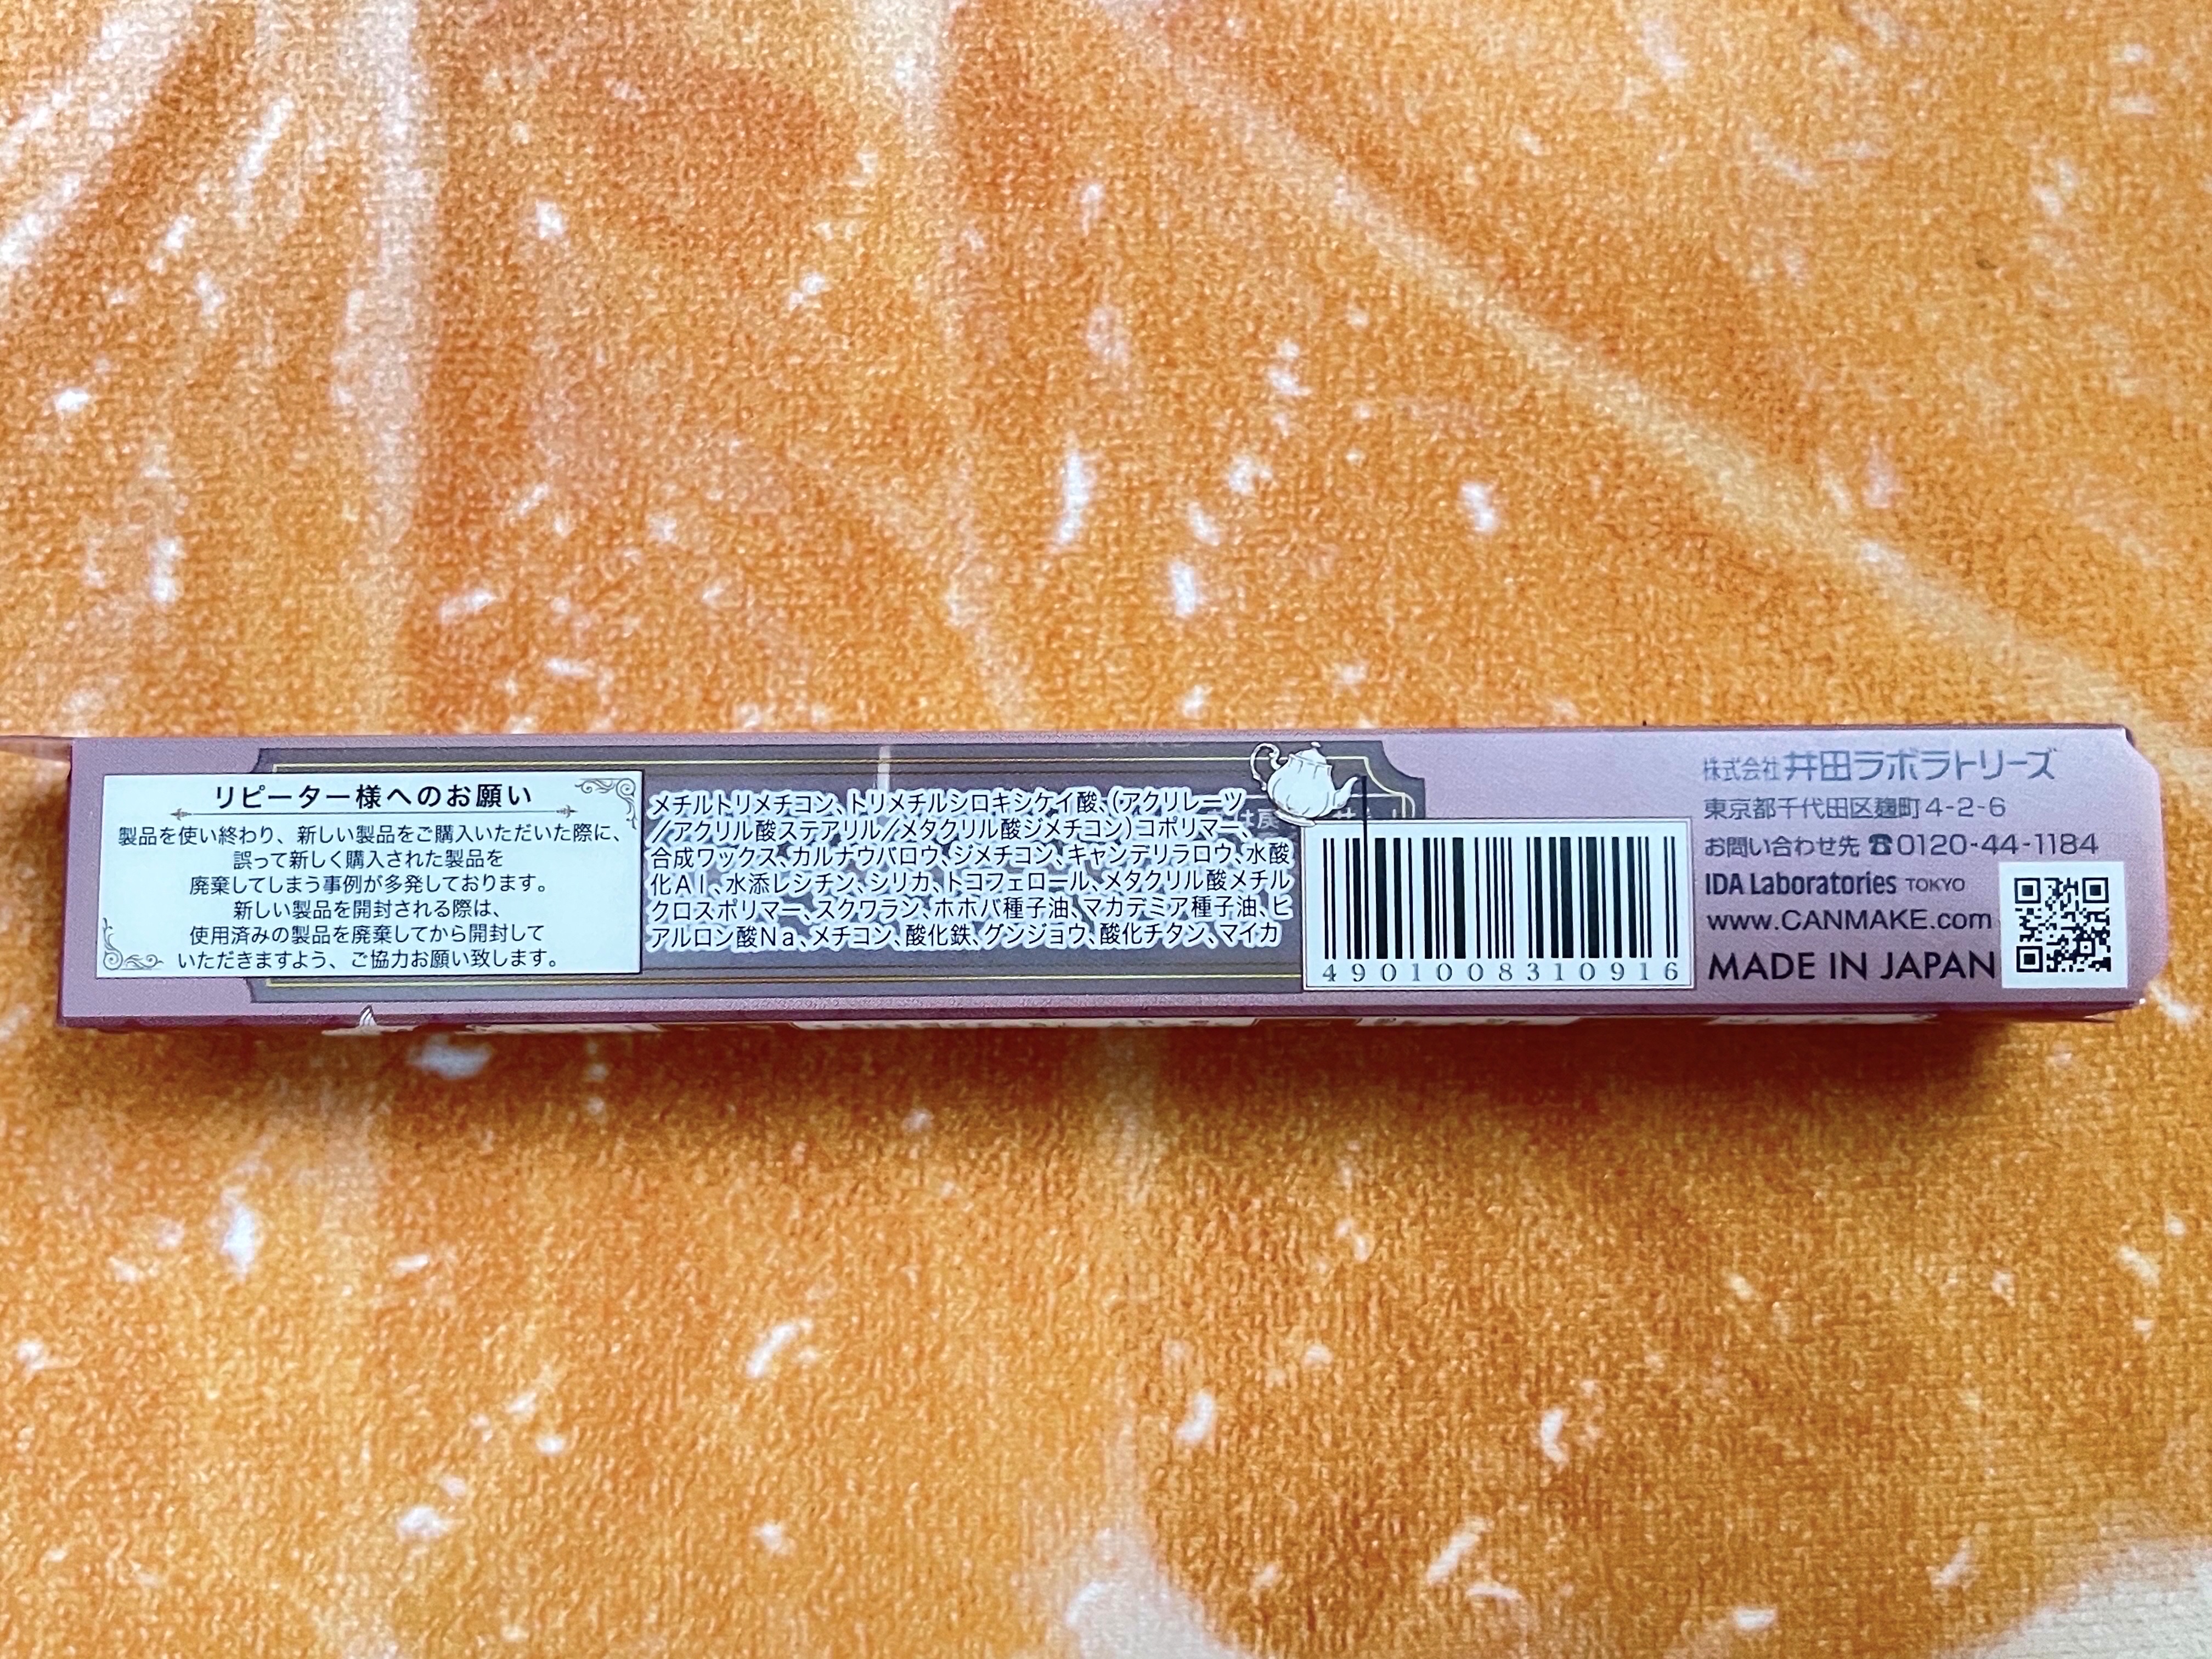 リピーター様へのお願い
製品を使い終わり、新しい製品をご購入いただいた際に、
誤って新しく購入された製品を
廃棄してしまう事例が多発しております。
新しい製品を開封される際は、
使用済みの製品を廃棄してから開封して
いただきますよう、ご協力お願い致します。
メチルトリメチコン、トリメチルシロキシケイ酸、(アクリレーツ
/アクリル酸ステアリル/メタクリル酸ジメチコン)コポリマー、
合成ワックス、カルナウバロウ、ジメチコン、キャンデリラロウ、水酸
化Al、水添レシチン、シリカ、トコフェロール、メタクリル酸メチル
クロスポリマー、スクワラン、ホホバ種子油、マカデミア種子油、ヒ
アルロン酸Na、メチコン、酸化鉄、グンジョウ、酸化チタン、マイカ
4901008310916
株式会社井田ラボラトリーズ
東京都千代田区麹町4-2-6
お問い合わせ先 ☎0120-44-1184
IDA Laboratories TOKYO
www.CANMAKE.com
MADE IN JAPAN